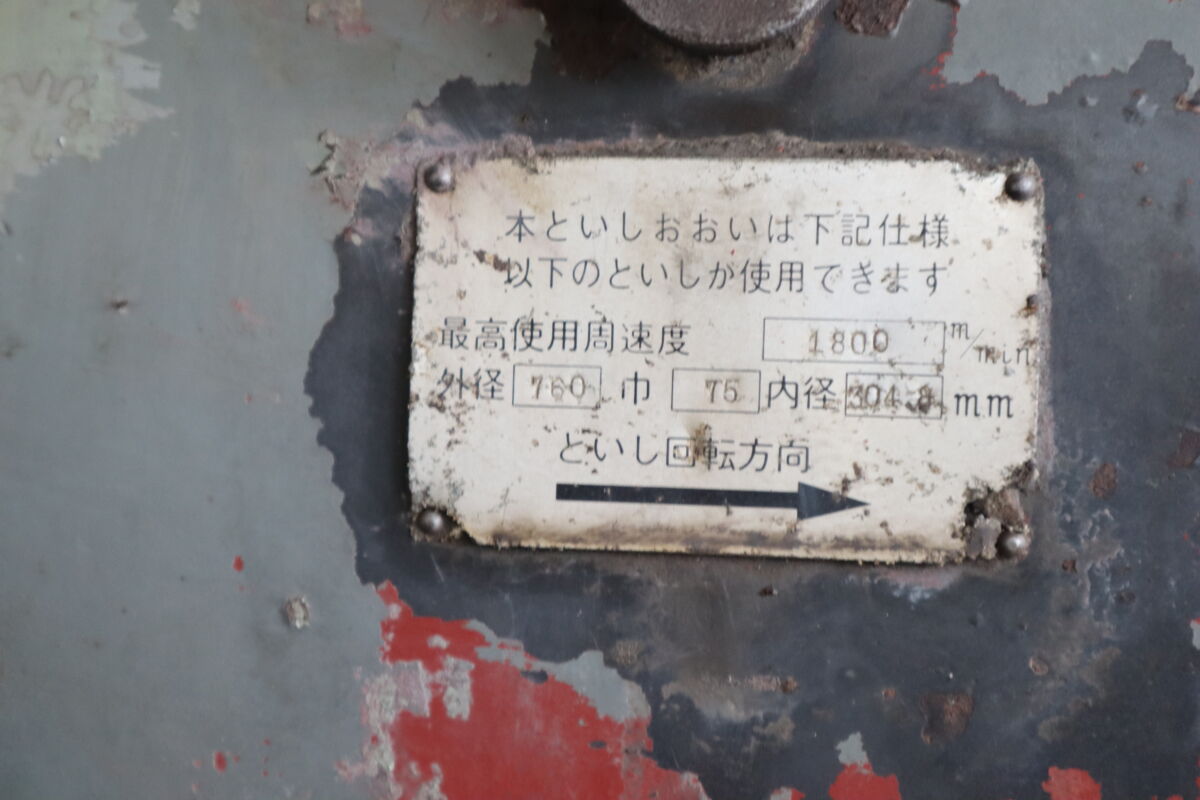 本といしおおいは下記仕様
以下のといしが使用できます
最高使用周速度 1800 m/min
外径 760 巾 75 内径 304.8 mm
といし回転方向